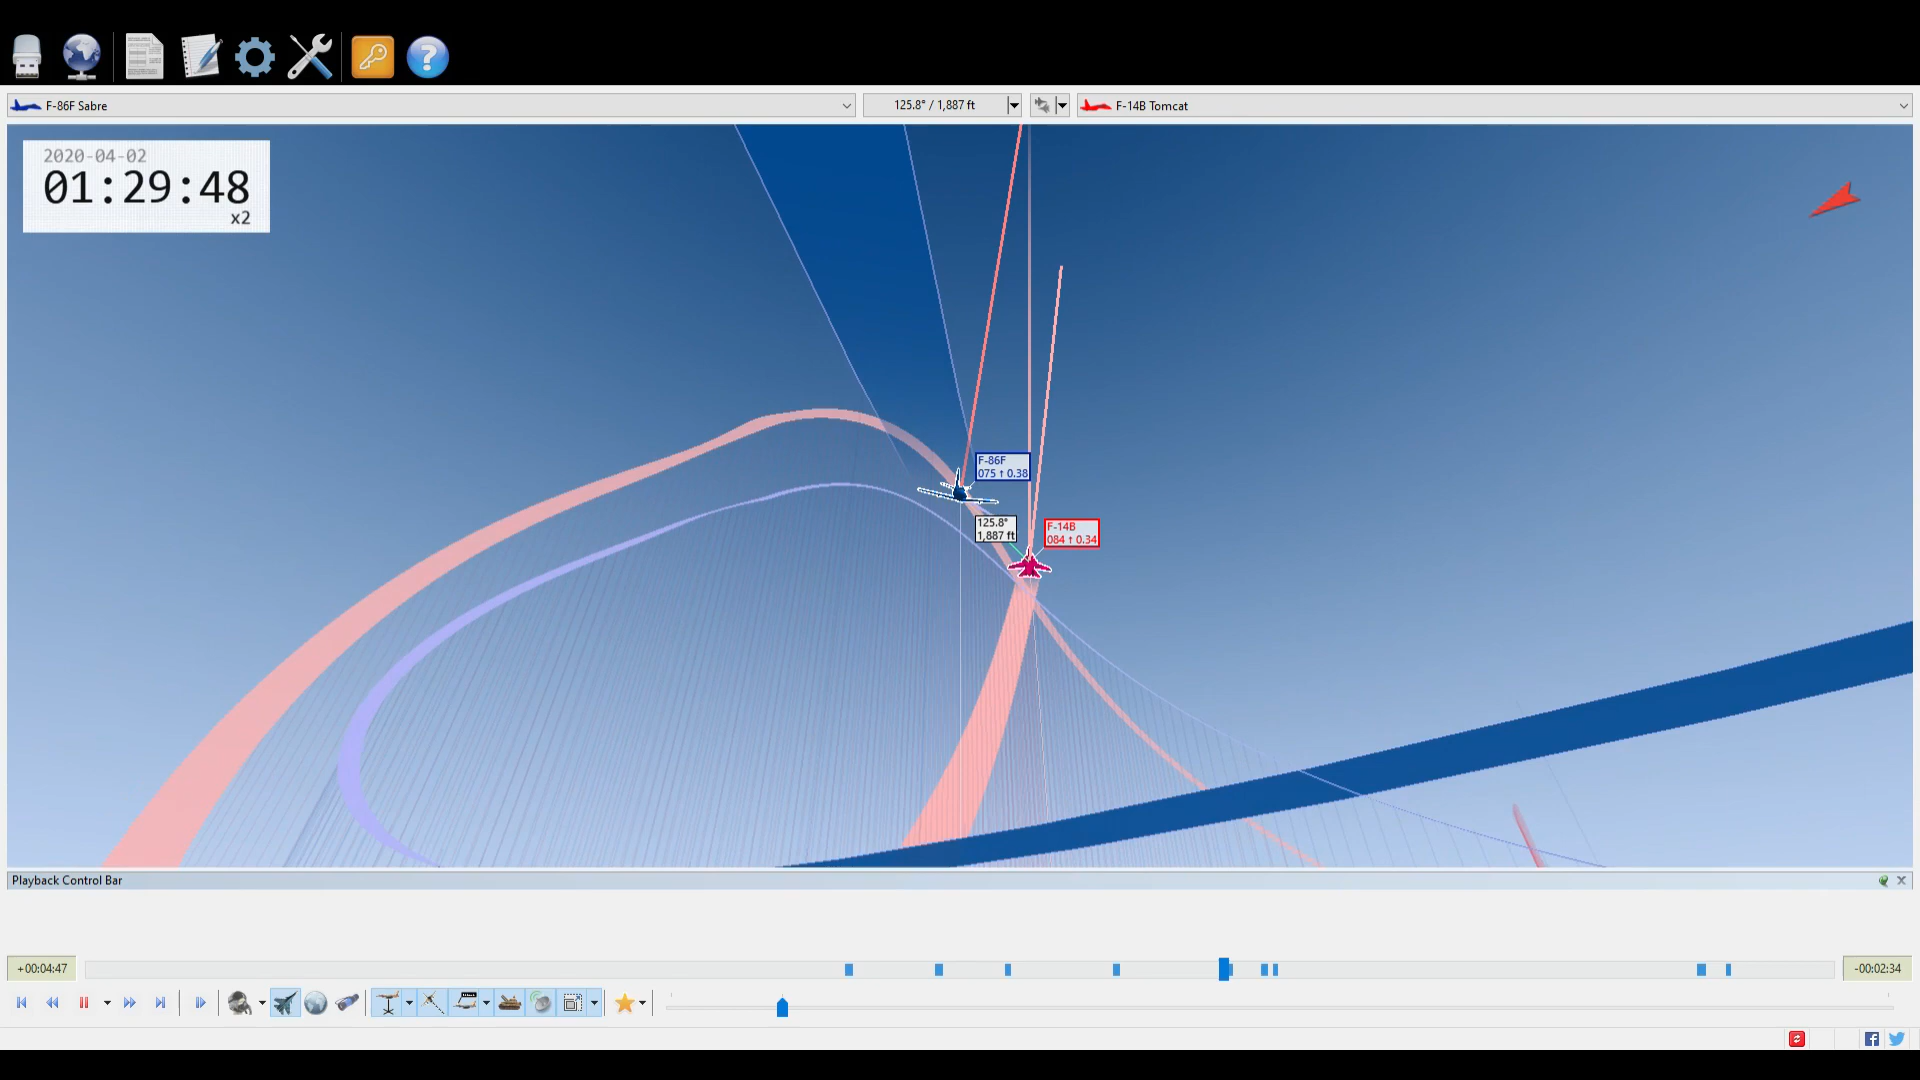 F-86F Sabre
125.8° / 1,887 ft
F-14B Tomcat
2020-04-02
01:29:48
x2
F-86F
075 ↑ 0.38
125.8°
1,887 ft
F-14B
084 ↑ 0.34
Playback Control Bar
+00:04:47
-00:02:34